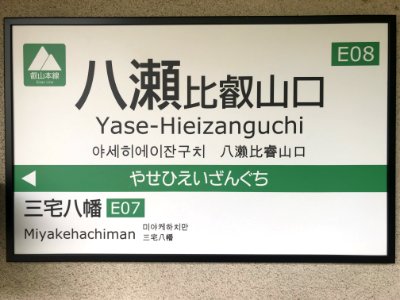 叡山本線
E08
八瀬比叡山口
Yase-Hieizanguchi
야세히에이잔구치 八瀨比睿山口
やせひえいざんぐち
三宅八幡 E07
Miyakehachiman
미야케하치만
三宅八幡